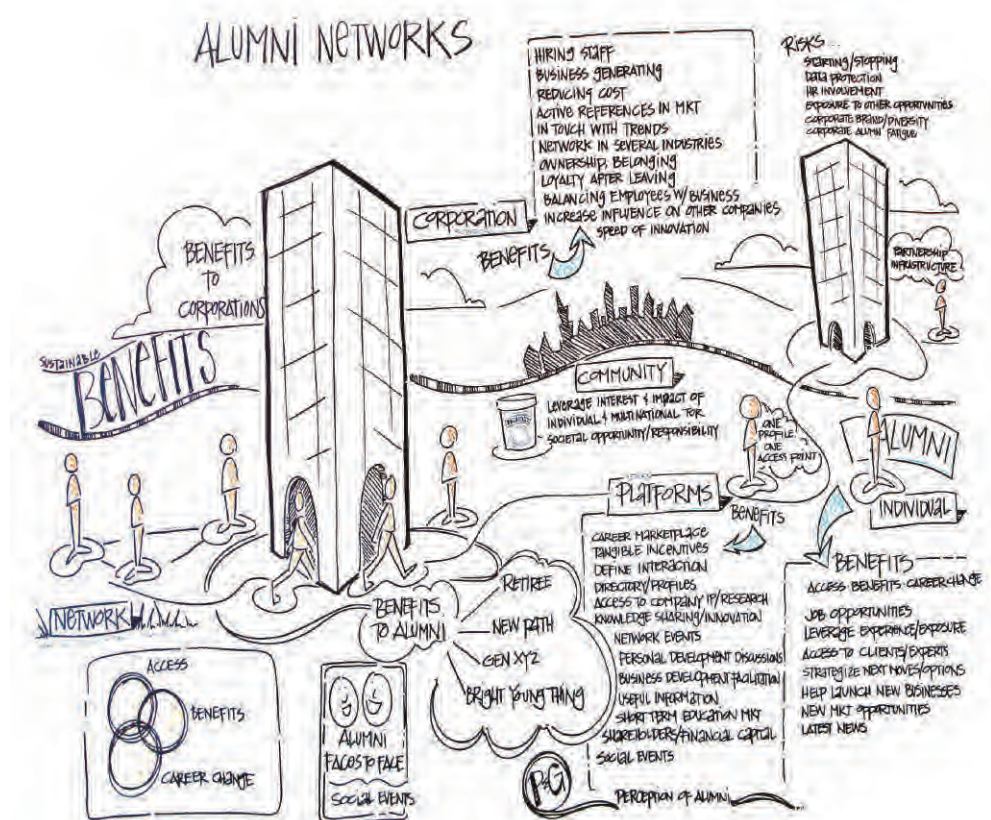 ALUMNI NETWORKS
HIRING STAFF
BUSINESS GENERATING
REDUCING COST
ACTIVE REFERENCES IN MKT
IN TOUCH WITH TRENDS
NETWORK IN SEVERAL INDUSTRIES
OWNERSHIP, BELONGING
LOYALTY AFTER LEAVING
BALANCING EMPLOYEES W/ BUSINESS
INCREASE INFLUENCE ON OTHER COMPANIES
SPEED OF INNOVATION
CORPORATION
BENEFITS
RISKS...
STARTING/STOPPING
DATA PROTECTION
HR INVOLVEMENT
EXPOSURE TO OTHER OPPORTUNITIES
CORPORATE BRAND/DIVERSITY
CORPORATE ALUMNI FATIGUE
PARTNERSHIP
INFRASTRUCTURE
BENEFITS
TO
CORPORATIONS
SUSTAINABLE
BENEFITS
COMMUNITY
LEVERAGE INTEREST & IMPACT OF
INDIVIDUAL & MULTINATIONAL FOR
SOCIETAL OPPORTUNITY/RESPONSIBILITY
ONE
PROFILE!
ONE
ACCESS POINT!
ALUMNI
INDIVIDUAL
PLATFORMS
BENEFITS
CAREER MARKETPLACE
TANGIBLE INCENTIVES
DEFINE INTERACTION
DIRECTORY/PROFILES
ACCESS TO COMPANY IP/RESEARCH
KNOWLEDGE SHARING/INNOVATION
NETWORK EVENTS
PERSONAL DEVELOPMENT DISCUSSIONS
BUSINESS DEVELOPMENT FACILITATION
USEFUL INFORMATION
SHORT TERM EDUCATION MKT
SHAREHOLDERS/FINANCIAL CAPITAL
SOCIAL EVENTS
BENEFITS
ACCESS-BENEFITS-CAREER CHANGE
JOB OPPORTUNITIES
LEVERAGE EXPERIENCE/EXPOSURE
ACCESS TO CLIENTS/EXPERTS
STRATEGIZE NEXT MOVES/OPTIONS
HELP LAUNCH NEW BUSINESSES
NEW MKT OPPORTUNITIES
LATEST NEWS
NETWORK
BENEFITS
TO ALUMNI
RETIREE
NEW PATH
GEN XYZ
BRIGHT YOUNG THING
ACCESS
BENEFITS
CAREER CHANGE
ALUMNI
FACES TO FACE
SOCIAL EVENTS
P&G
PERCEPTION OF ALUMNI